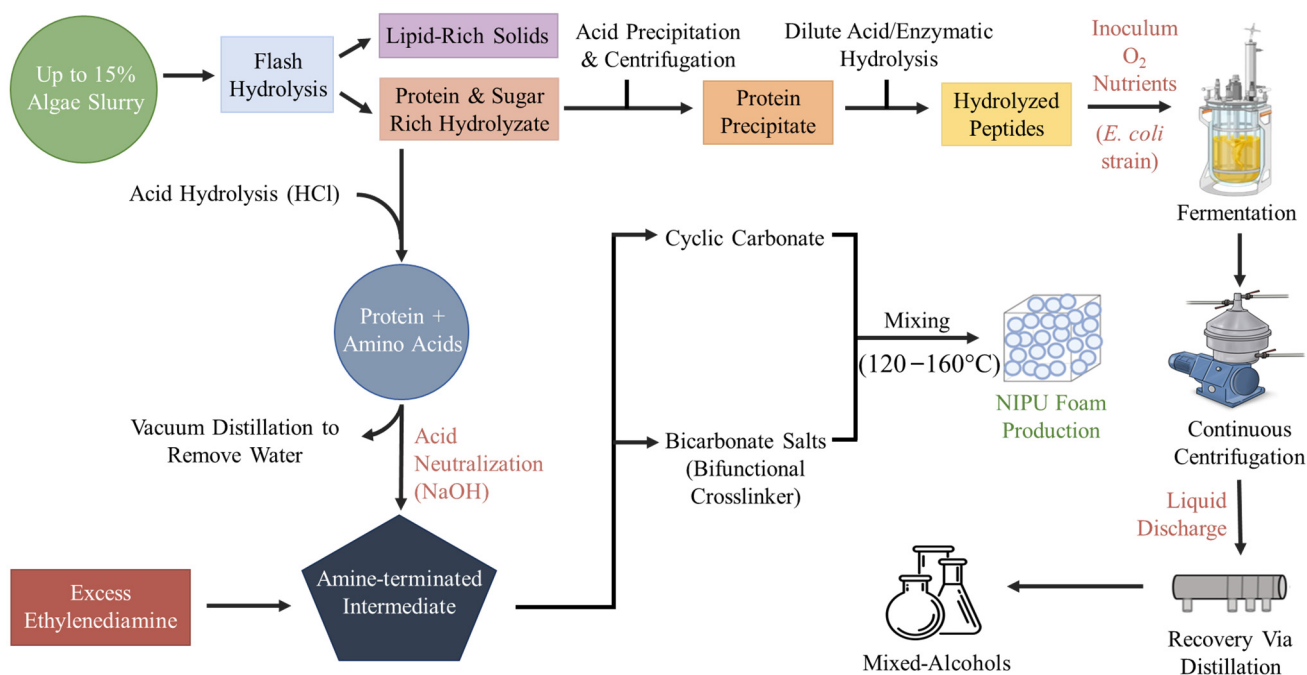 Up to 15%
Algae Slurry
Flash
Hydrolysis
Lipid-Rich Solids
Protein & Sugar
Rich Hydrolyzate
Acid Precipitation
& Centrifugation
Protein
Precipitate
Dilute Acid/Enzymatic
Hydrolysis
Hydrolyzed
Peptides
Inoculum
O2
Nutrients
(E. coli
strain)
Fermentation
Acid Hydrolysis (HCl)
Protein +
Amino Acids
Vacuum Distillation to
Remove Water
Acid
Neutralization
(NaOH)
Excess
Ethylenediamine
Amine-terminated
Intermediate
Cyclic Carbonate
Bicarbonate Salts
(Bifunctional
Crosslinker)
Mixing
(120–160°C)
NIPU Foam
Production
Continuous
Centrifugation
Liquid
Discharge
Recovery Via
Distillation
Mixed-Alcohols